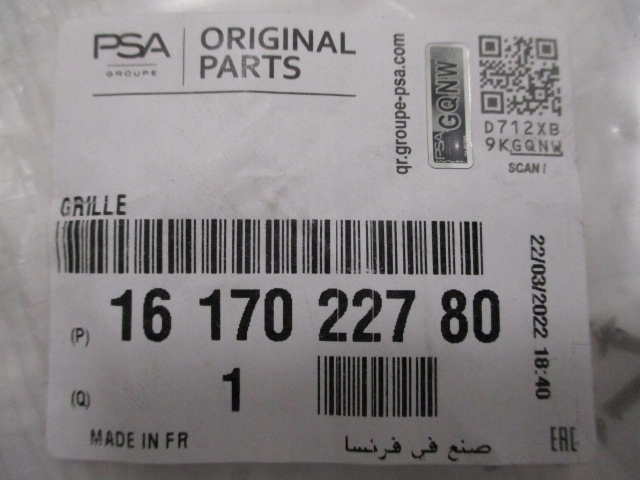 PSA
GROUPE
ORIGINAL
PARTS
qr.groupe-psa.com
PSA
GQNW
D712XB
9KGQNW
SCAN!
GRILLE
(P) 16 170 227 80
22/03/2022 18:40
(Q) 1
MADE IN FR
صنع في فرنسا
EAC